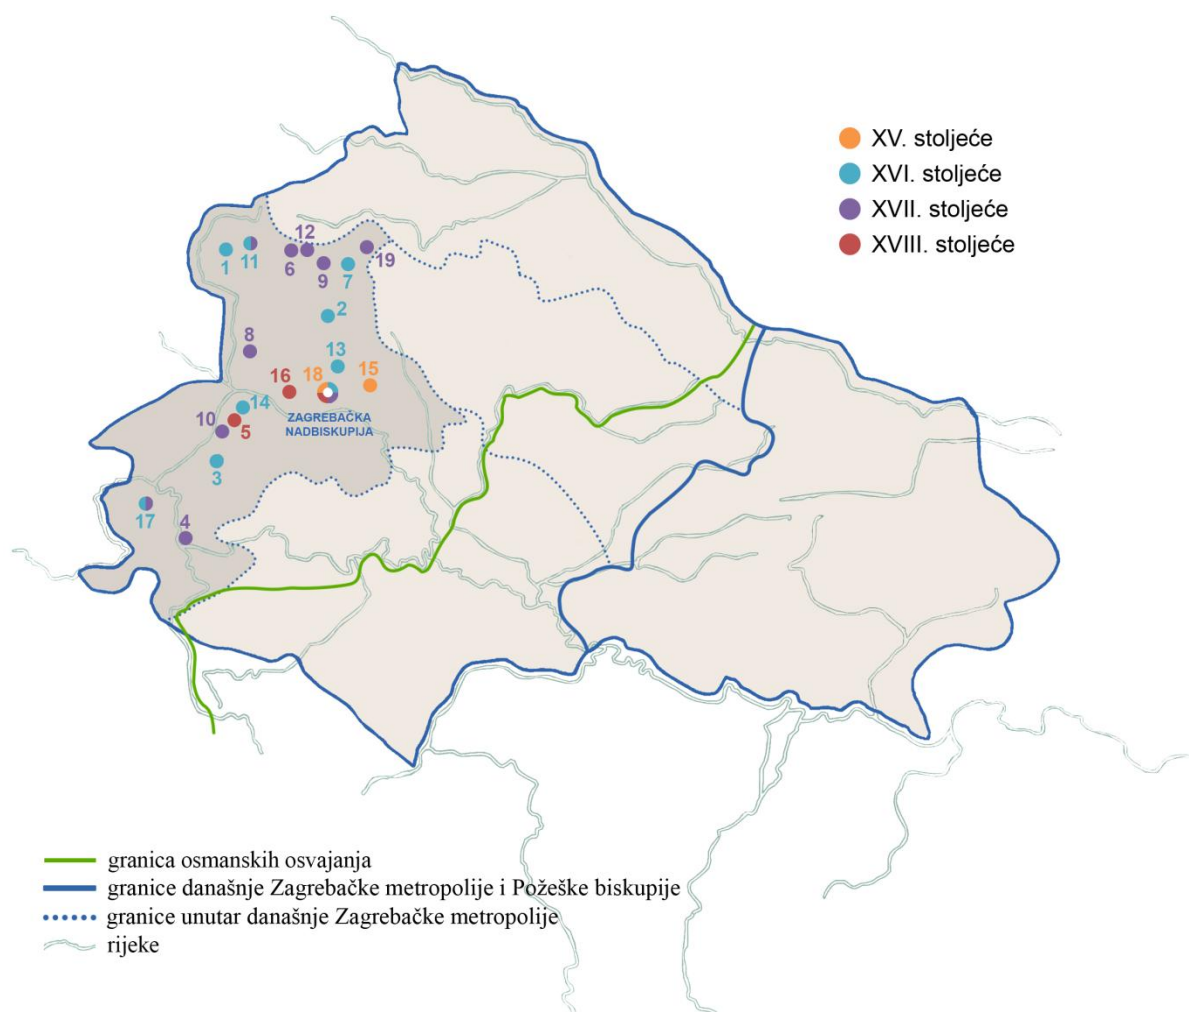 XV. stoljeće
XVI. stoljeće
XVII. stoljeće
XVIII. stoljeće
12
1
11
6
9
7
19
2
8
13
16
18
15
14
10
5
ZAGREBAČKA
NADBISKUPIJA
3
17
4
granica osmanskih osvajanja
granice današnje Zagrebačke metropolije i Požeške biskupije
granice unutar današnje Zagrebačke metropolije
rijeke